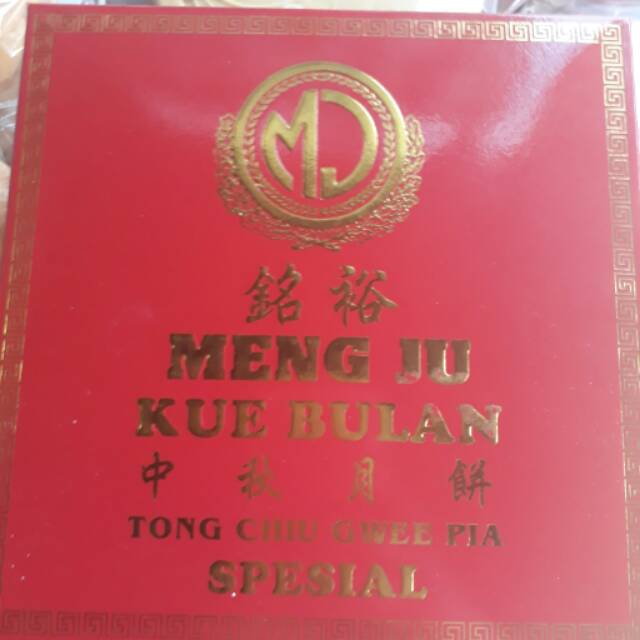 MJ
銘裕
MENG JU
KUE BULAN
中秋月餅
TONG CHIU GWEE PIA
SPESIAL